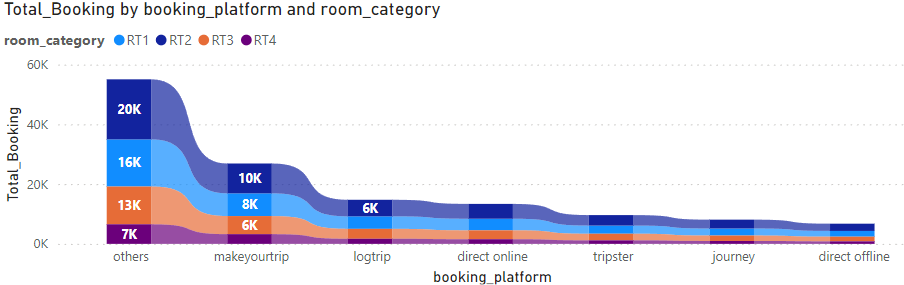 Total_Booking by booking_platform and room_category
room_category RT1 RT2 RT3 RT4
60K
40K
20K
0K
Total_Booking
20K
16K
13K
7K
10K
8K
6K
6K
others makeyourtrip logtrip direct online tripster journey direct offline
booking_platform